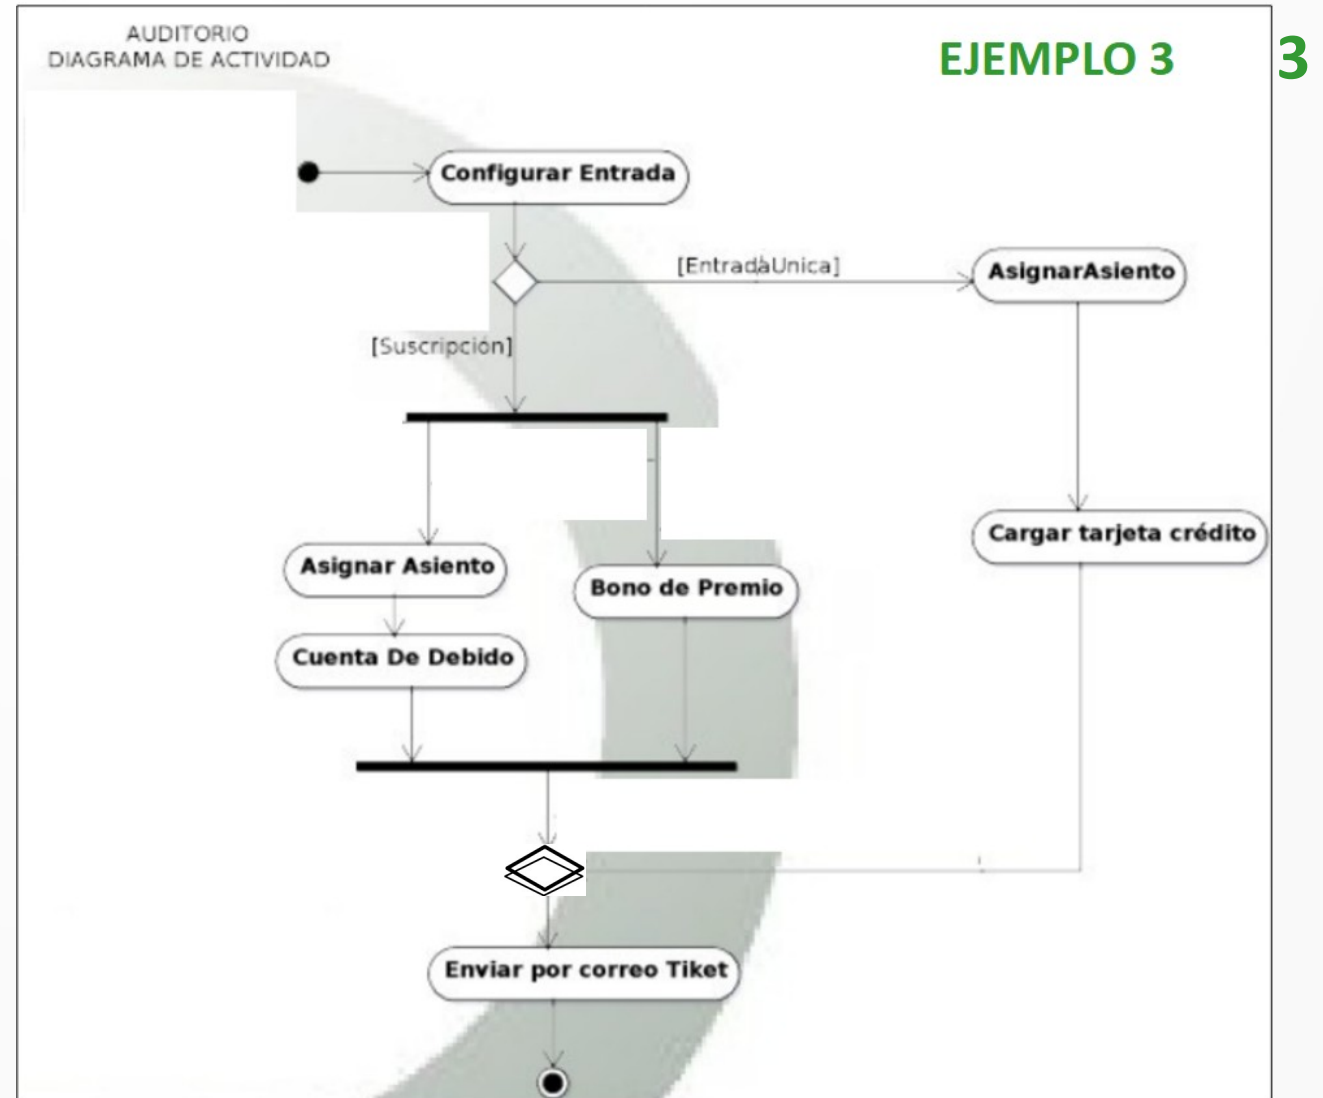 AUDITORIO
DIAGRAMA DE ACTIVIDAD
EJEMPLO 3
3
Configurar Entrada
[EntradaUnica]
AsignarAsiento
[Suscripción]
Cargar tarjeta crédito
Asignar Asiento
Bono de Premio
Cuenta De Debido
Enviar por correo Tiket